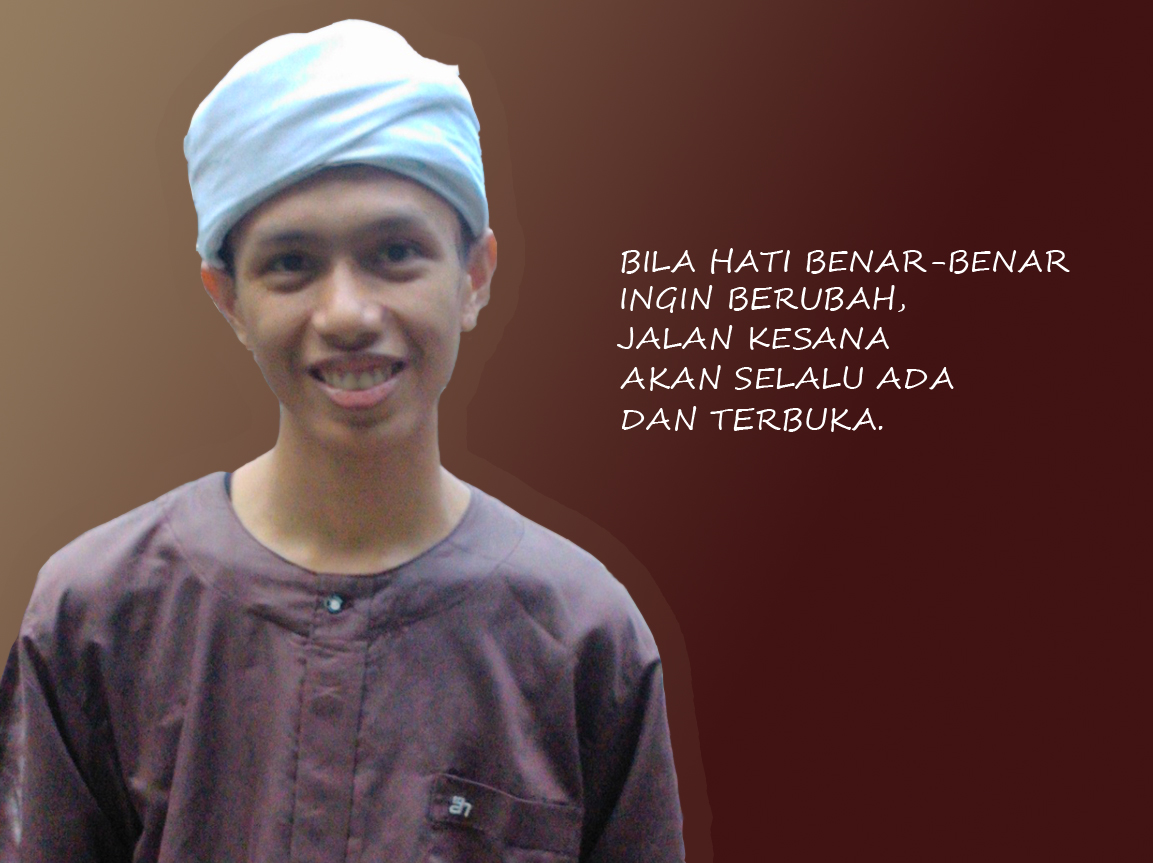 BILA HATI BENAR-BENAR
INGIN BERUBAH,
JALAN KESANA
AKAN SELALU ADA
DAN TERBUKA.